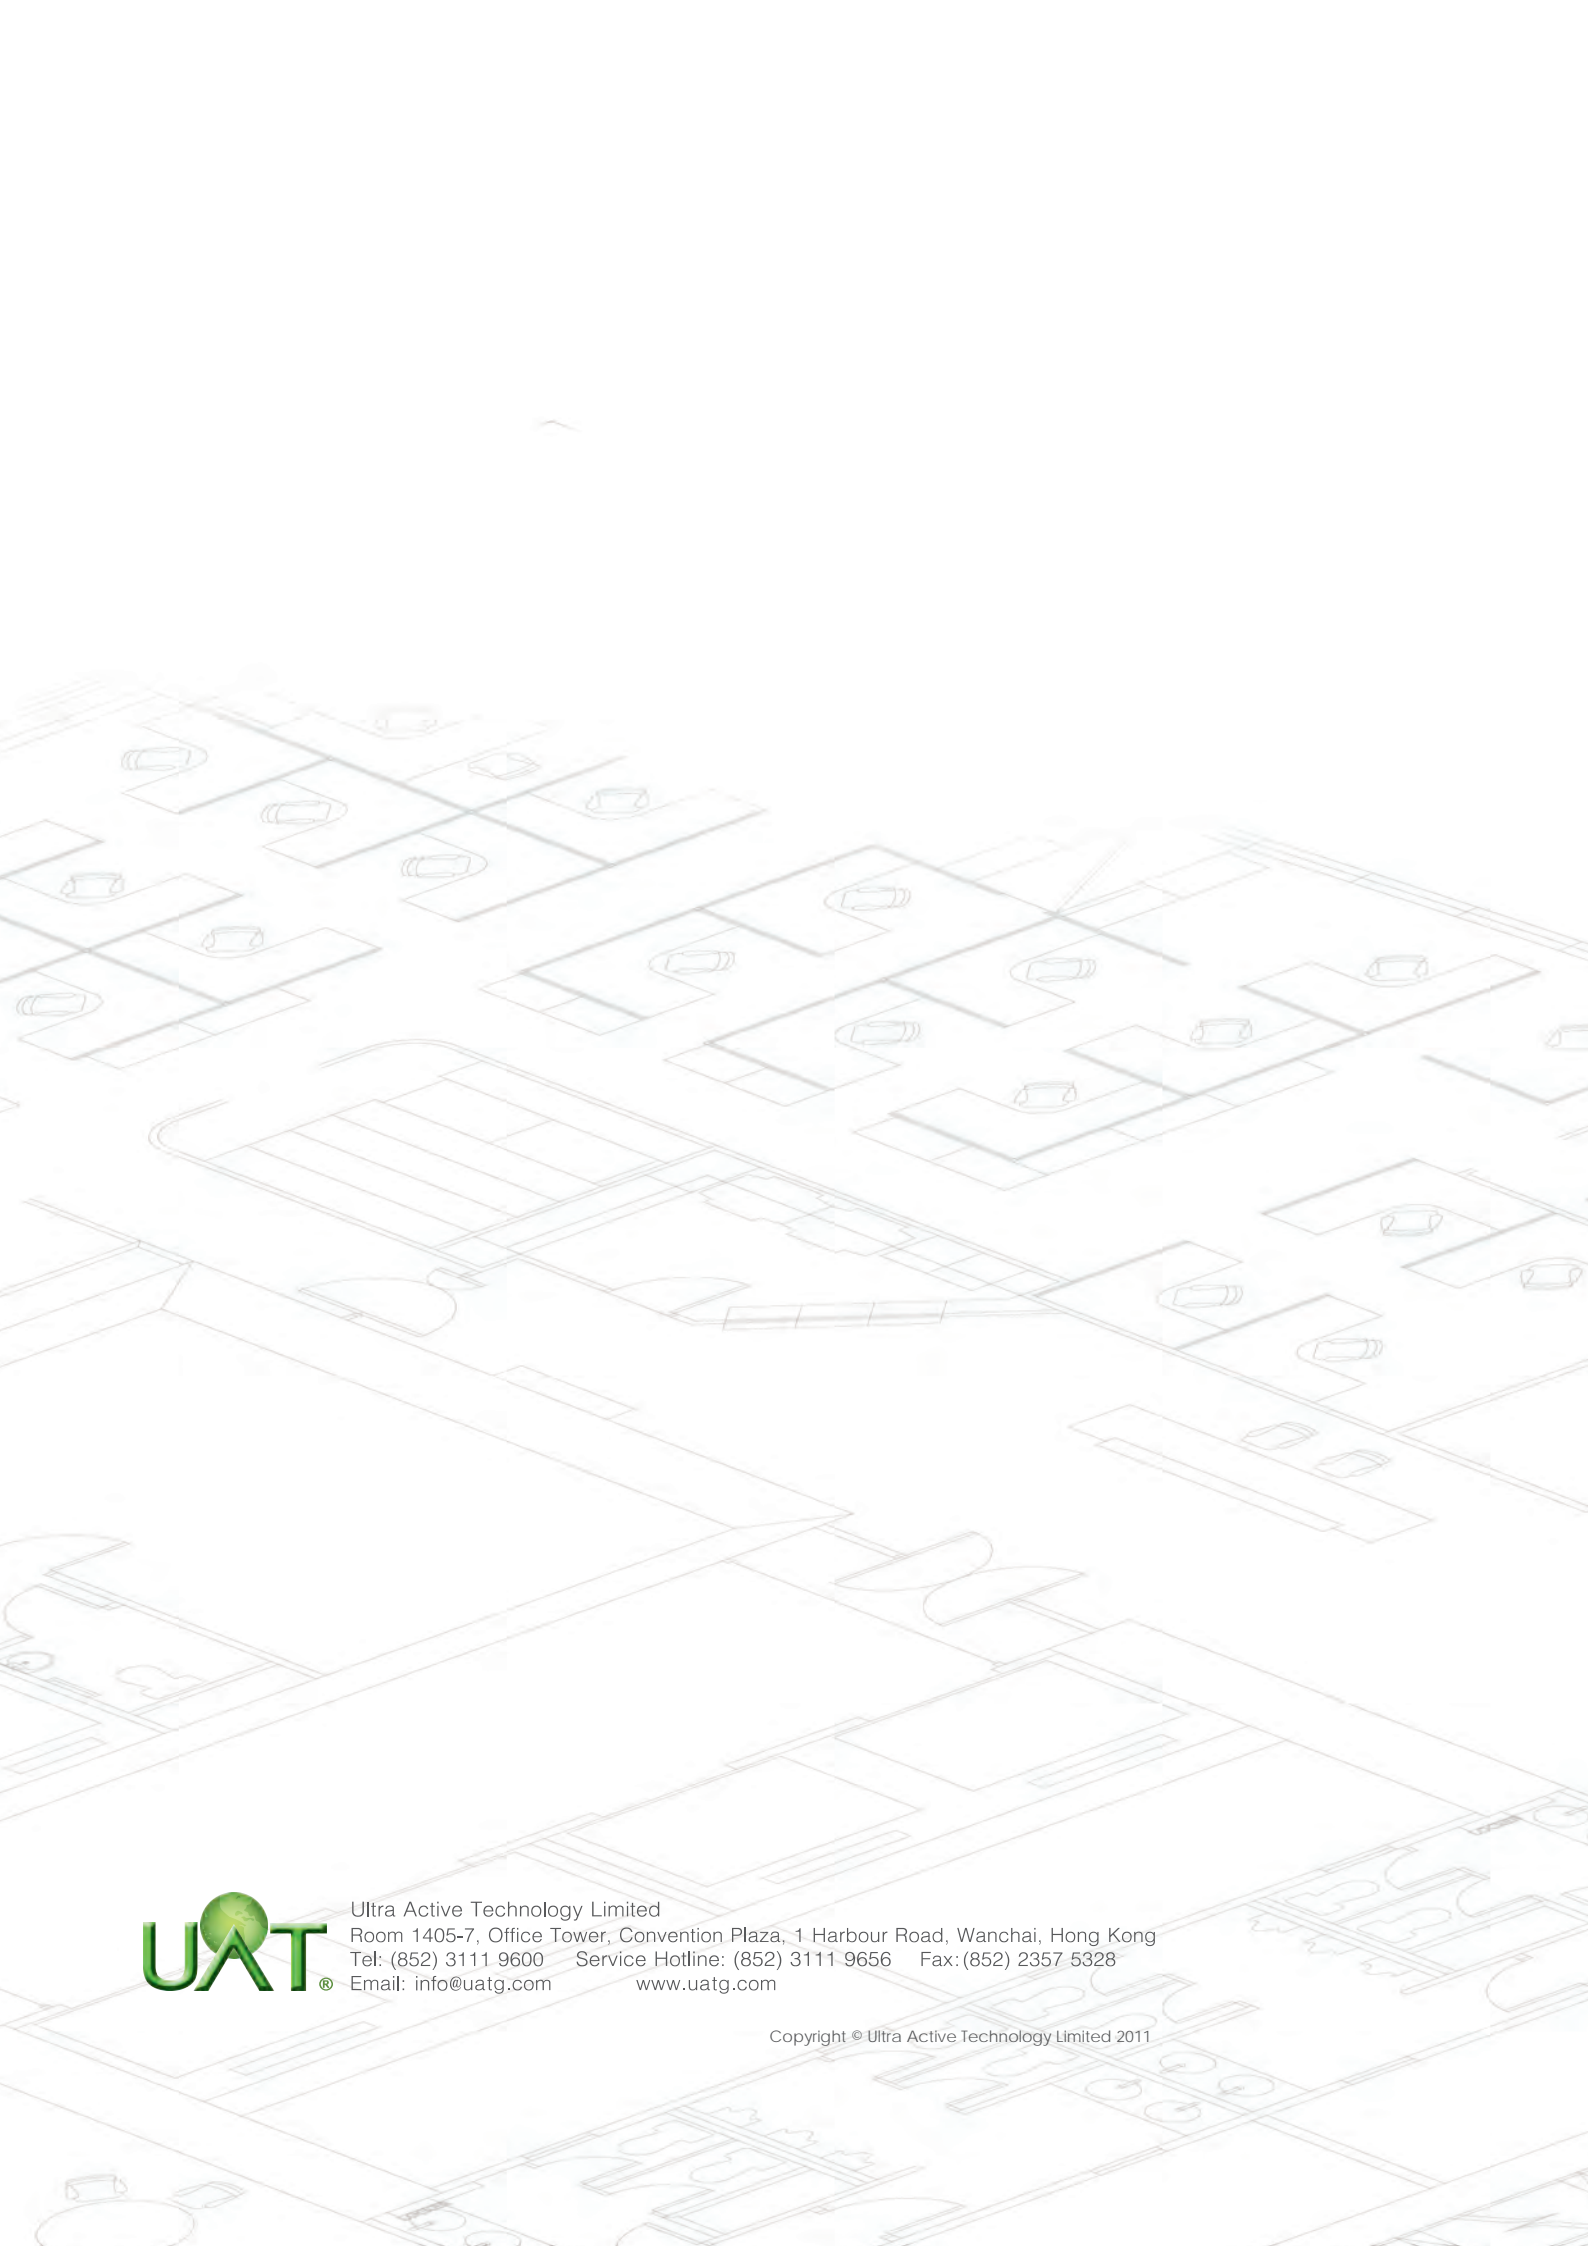 UAT®
Ultra Active Technology Limited
Room 1405-7, Office Tower, Convention Plaza, 1 Harbour Road, Wanchai, Hong Kong
Tel: (852) 3111 9600 Service Hotline: (852) 3111 9656 Fax:(852) 2357 5328
Email: info@uatg.com www.uatg.com
Copyright © Ultra Active Technology Limited 2011